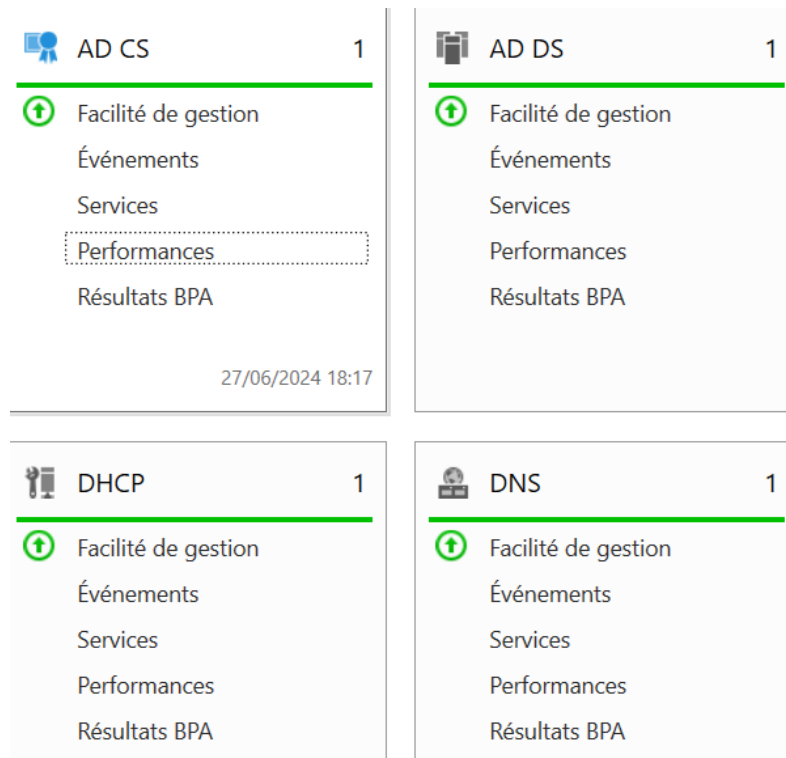 AD CS 1
Facilité de gestion
Événements
Services
Performances
Résultats BPA
27/06/2024 18:17
AD DS 1
Facilité de gestion
Événements
Services
Performances
Résultats BPA
DHCP 1
Facilité de gestion
Événements
Services
Performances
Résultats BPA
DNS 1
Facilité de gestion
Événements
Services
Performances
Résultats BPA